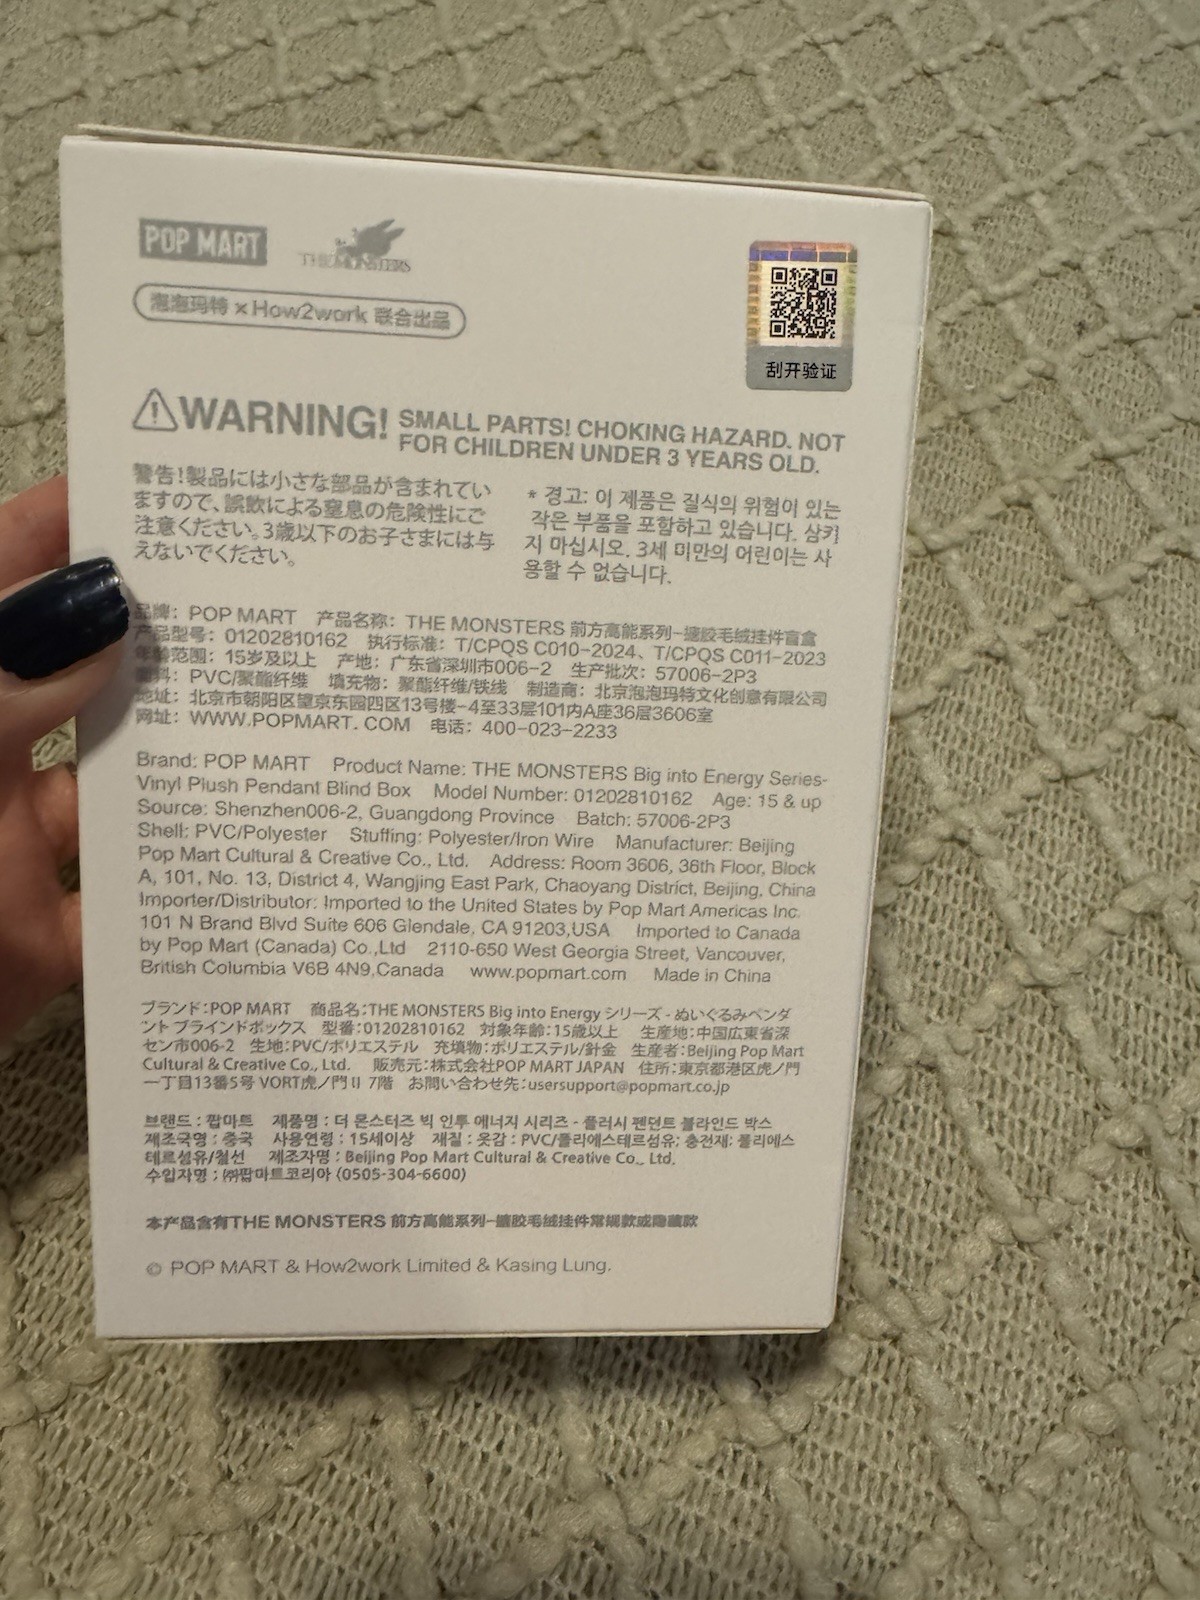 POP MART
THE MONSTERS
泡泡玛特 × How2work 联合出品
刮开验证
WARNING! SMALL PARTS! CHOKING HAZARD. NOT
FOR CHILDREN UNDER 3 YEARS OLD.
警告!製品には小さな部品が含まれてい
ますので、誤飲による窒息の危険性にご
注意ください。3歳以下のお子さまには与
えないでください。
* 경고: 이 제품은 질식의 위험이 있는
작은 부품을 포함하고 있습니다. 삼키
지 마십시오. 3세 미만의 어린이는 사
용할 수 없습니다.
品牌: POP MART 产品名称: THE MONSTERS 前方高能系列-搪胶毛绒挂件盲盒
产品型号: 01202810162 执行标准: T/CPQS C010-2024、T/CPQS C011-2023
年龄范围: 15岁及以上 产地: 广东省深圳市006-2 生产批次: 57006-2P3
面料: PVC/聚酯纤维 填充物: 聚酯纤维/铁线 制造商: 北京泡泡玛特文化创意有限公司
地址: 北京市朝阳区望京东园四区13号楼-4至33层101内A座36层3606室
网址: WWW.POPMART.COM 电话: 400-023-2233
Brand: POP MART Product Name: THE MONSTERS Big into Energy Series-
Vinyl Plush Pendant Blind Box Model Number: 01202810162 Age: 15 & up
Source: Shenzhen006-2, Guangdong Province Batch: 57006-2P3
Shell: PVC/Polyester Stuffing: Polyester/Iron Wire Manufacturer: Beijing
Pop Mart Cultural & Creative Co., Ltd. Address: Room 3606, 36th Floor, Block
A, 101, No. 13, District 4, Wangjing East Park, Chaoyang District, Beijing, China
Importer/Distributor: Imported to the United States by Pop Mart Americas Inc.
101 N Brand Blvd Suite 606 Glendale, CA 91203,USA Imported to Canada
by Pop Mart (Canada) Co.,Ltd 2110-650 West Georgia Street, Vancouver,
British Columbia V6B 4N9,Canada www.popmart.com Made in China
ブランド:POP MART 商品名:THE MONSTERS Big into Energy シリーズ - ぬいぐるみペンダ
ント ブラインドボックス 型番:01202810162 対象年齢:15歳以上 生産地:中国広東省深
セン市006-2 生地:PVC/ポリエステル 充填物:ポリエステル/針金 生産者:Beijing Pop Mart
Cultural & Creative Co., Ltd. 販売元:株式会社POP MART JAPAN 住所:東京都港区虎ノ門
一丁目13番5号 VORT虎ノ門Ⅱ 7階 お問い合わせ先:usersupport@popmart.co.jp
브랜드 : 팝마트 제품명 : 더 몬스터즈 빅 인투 에너지 시리즈 - 플러시 펜던트 블라인드 박스
제조국명 : 중국 사용연령 : 15세이상 재질 : 옷감 : PVC/폴리에스테르섬유; 충전재: 폴리에스
테르섬유/철선 제조자명 : Beijing Pop Mart Cultural & Creative Co., Ltd.
수입자명 : ㈜팝마트코리아 (0505-304-6600)
本产品含有THE MONSTERS 前方高能系列-搪胶毛绒挂件常规款或隐藏款
© POP MART & How2work Limited & Kasing Lung.